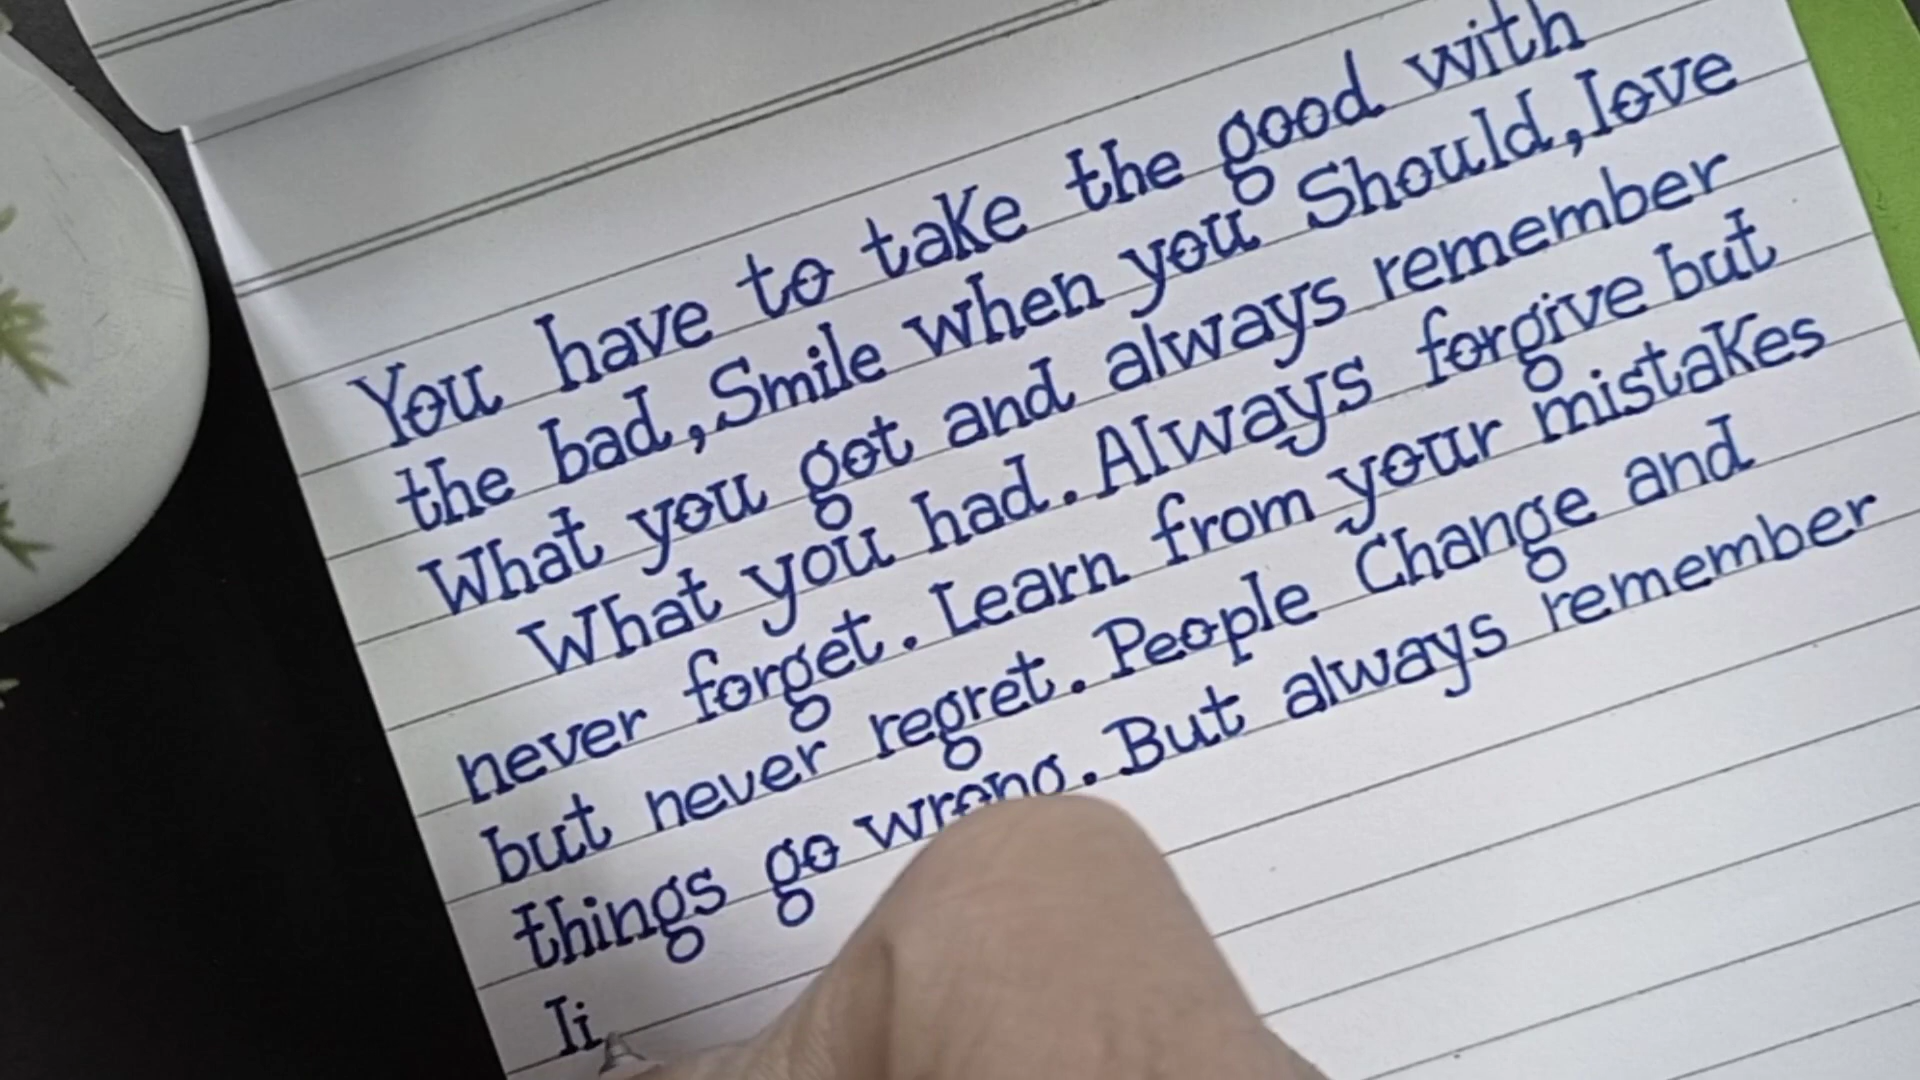 You have to take the good with
the bad, Smile when you Should, love
What you got and always remember
What you had. Always forgive but
never forget. Learn from your mistakes
but never regret. People Change and
things go wrong. But always remember
li